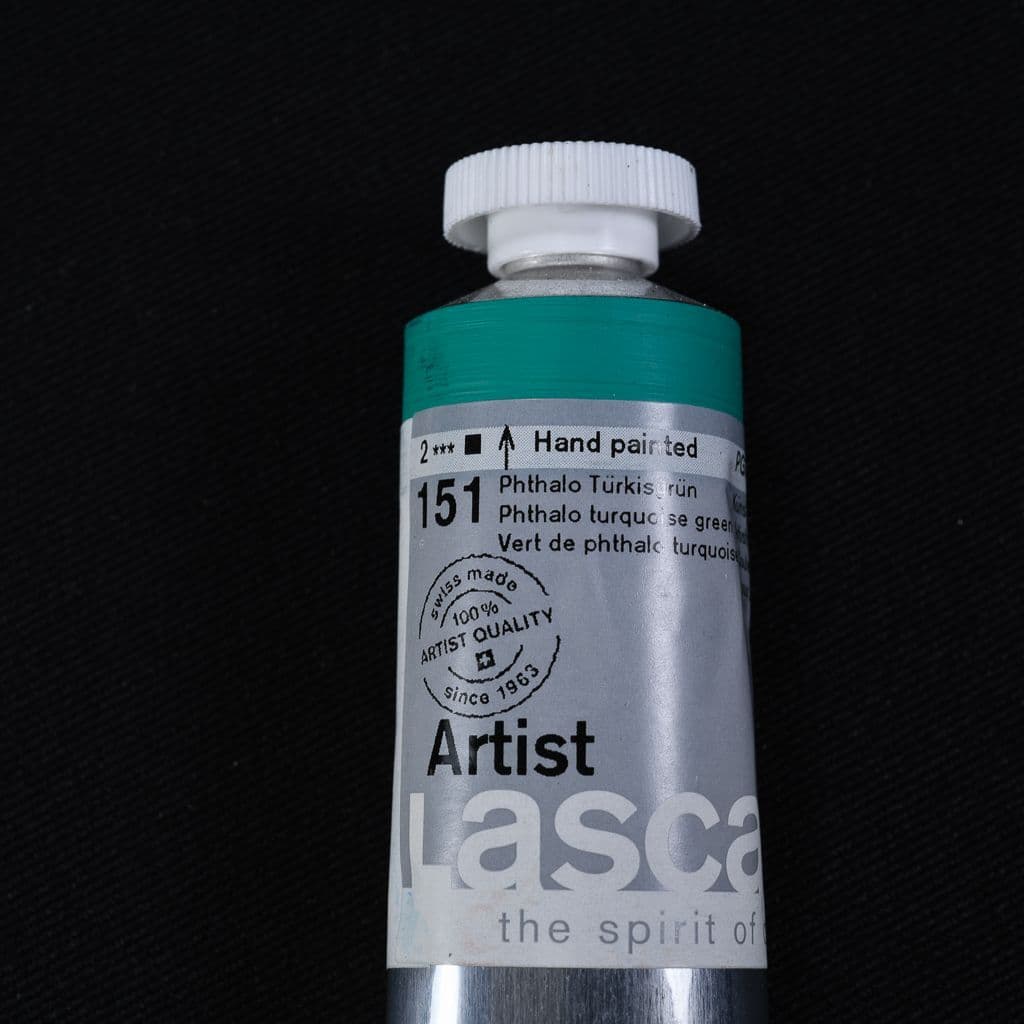 2 *** ■ ↑ Hand painted
151
Phthalo Türkisgrün
Phthalo turquoise green
Vert de phthalo turquoise
swiss made
100%
ARTIST QUALITY
since 1963
Artist
Lasca
the spirit of